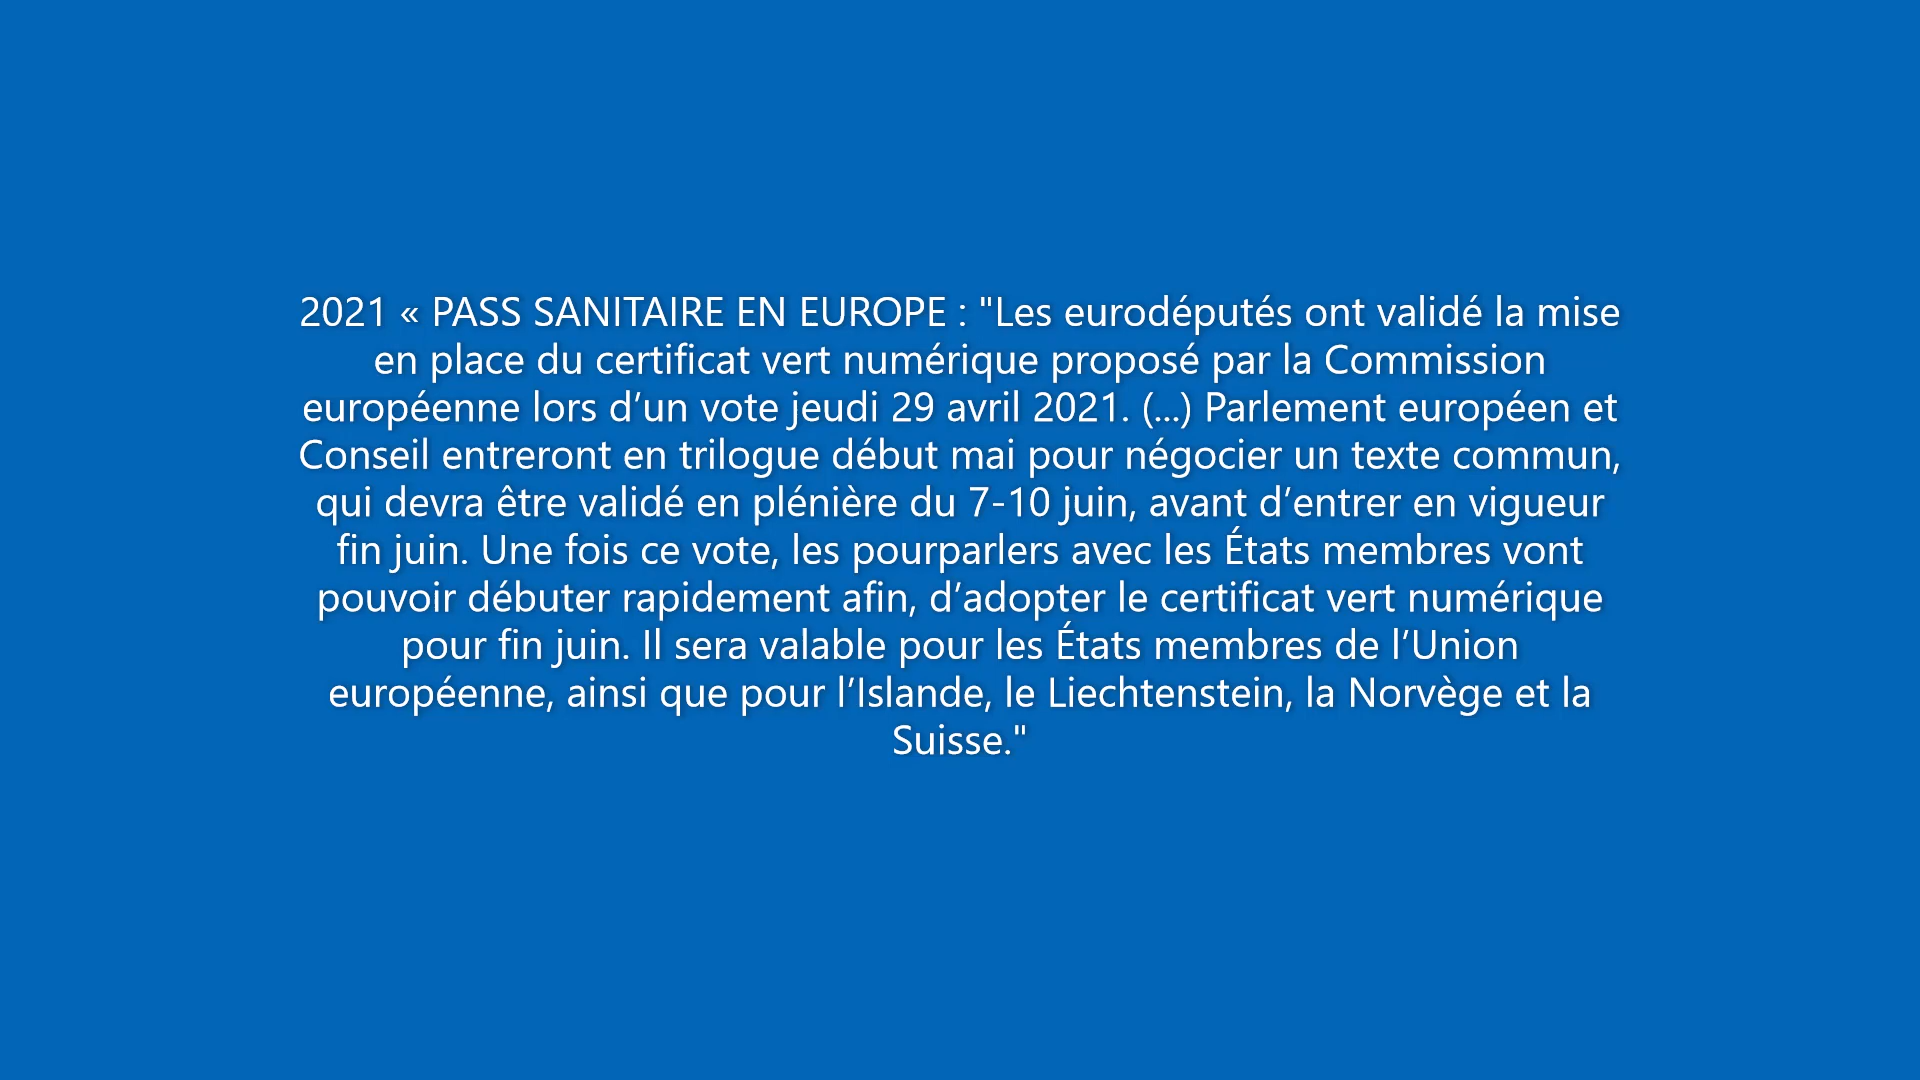 2021 « PASS SANITAIRE EN EUROPE : "Les eurodéputés ont validé la mise
en place du certificat vert numérique proposé par la Commission
européenne lors d’un vote jeudi 29 avril 2021. (...) Parlement européen et
Conseil entreront en trilogue début mai pour négocier un texte commun,
qui devra être validé en plénière du 7-10 juin, avant d’entrer en vigueur
fin juin. Une fois ce vote, les pourparlers avec les États membres vont
pouvoir débuter rapidement afin, d’adopter le certificat vert numérique
pour fin juin. Il sera valable pour les États membres de l’Union
européenne, ainsi que pour l’Islande, le Liechtenstein, la Norvège et la
Suisse."